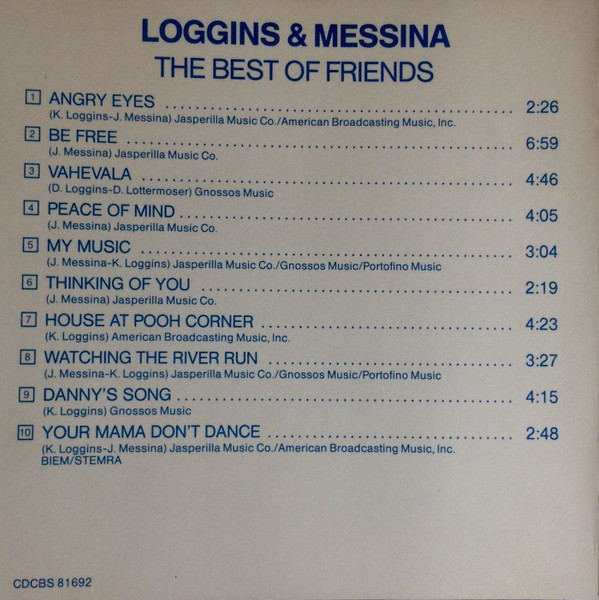 LOGGINS & MESSINA
THE BEST OF FRIENDS
1 ANGRY EYES 2:26
(K. Loggins-J. Messina) Jasperilla Music Co./American Broadcasting Music, Inc.
2 BE FREE 6:59
(J. Messina) Jasperilla Music Co.
3 VAHEVALA 4:46
(D. Loggins-D. Lottermoser) Gnossos Music
4 PEACE OF MIND 4:05
(J. Messina) Jasperilla Music Co.
5 MY MUSIC 3:04
(J. Messina-K. Loggins) Jasperilla Music Co./Gnossos Music/Portofino Music
6 THINKING OF YOU 2:19
(J. Messina) Jasperilla Music Co.
7 HOUSE AT POOH CORNER 4:23
(K. Loggins) American Broadcasting Music, Inc.
8 WATCHING THE RIVER RUN 3:27
(J. Messina-K. Loggins) Jasperilla Music Co./Gnossos Music/Portofino Music
9 DANNY'S SONG 4:15
(K. Loggins) Gnossos Music
10 YOUR MAMA DON'T DANCE 2:48
(K. Loggins-J. Messina) Jasperilla Music Co./American Broadcasting Music, Inc.
BIEM/STEMRA
CDCBS 81692